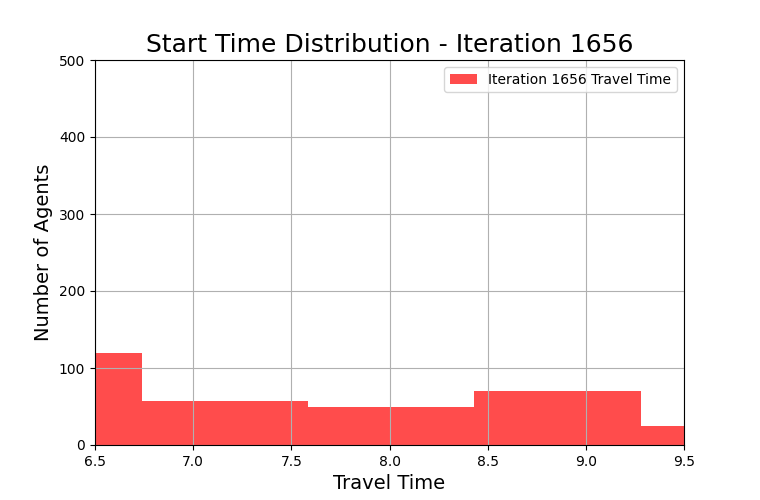 Start Time Distribution - Iteration 1656
Iteration 1656 Travel Time
Number of Agents
500
400
300
200
100
0
6.5 7.0 7.5 8.0 8.5 9.0 9.5
Travel Time